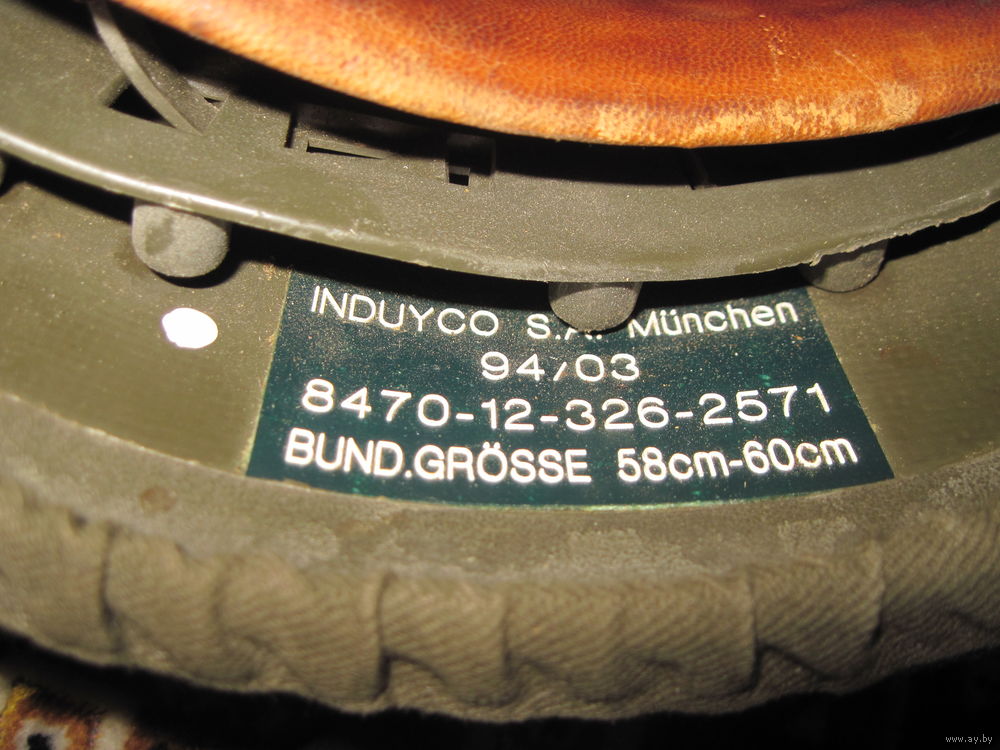 INDUYCO S.A. München
94/03
8470-12-326-2571
BUND.GRÖSSE 58cm-60cm
www.ay.by